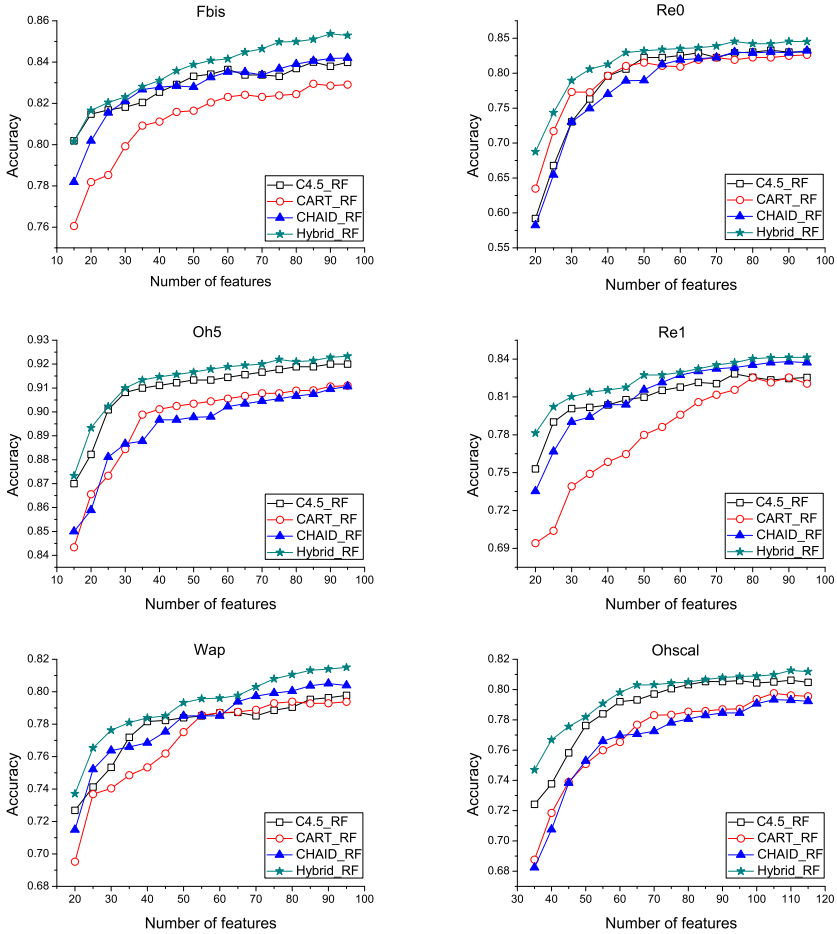 Fbis
0.86
0.84
0.82
0.80
0.78
0.76
Accuracy
C4.5_RF
CART_RF
CHAID_RF
Hybrid_RF
10 20 30 40 50 60 70 80 90 100
Number of features
Re0
0.85
0.80
0.75
0.70
0.65
0.60
0.55
Accuracy
C4.5_RF
CART_RF
CHAID_RF
Hybrid_RF
20 30 40 50 60 70 80 90 100
Number of features
Oh5
0.93
0.92
0.91
0.90
0.89
0.88
0.87
0.86
0.85
0.84
Accuracy
C4.5_RF
CART_RF
CHAID_RF
Hybrid_RF
10 20 30 40 50 60 70 80 90 100
Number of features
Re1
0.84
0.81
0.78
0.75
0.72
0.69
Accuracy
C4.5_RF
CART_RF
CHAID_RF
Hybrid_RF
20 30 40 50 60 70 80 90 100
Number of features
Wap
0.82
0.80
0.78
0.76
0.74
0.72
0.70
0.68
Accuracy
C4.5_RF
CART_RF
CHAID_RF
Hybrid_RF
20 30 40 50 60 70 80 90 100
Number of features
Ohscal
0.82
0.80
0.78
0.76
0.74
0.72
0.70
0.68
Accuracy
C4.5_RF
CART_RF
CHAID_RF
Hybrid_RF
30 40 50 60 70 80 90 100 110 120
Number of features